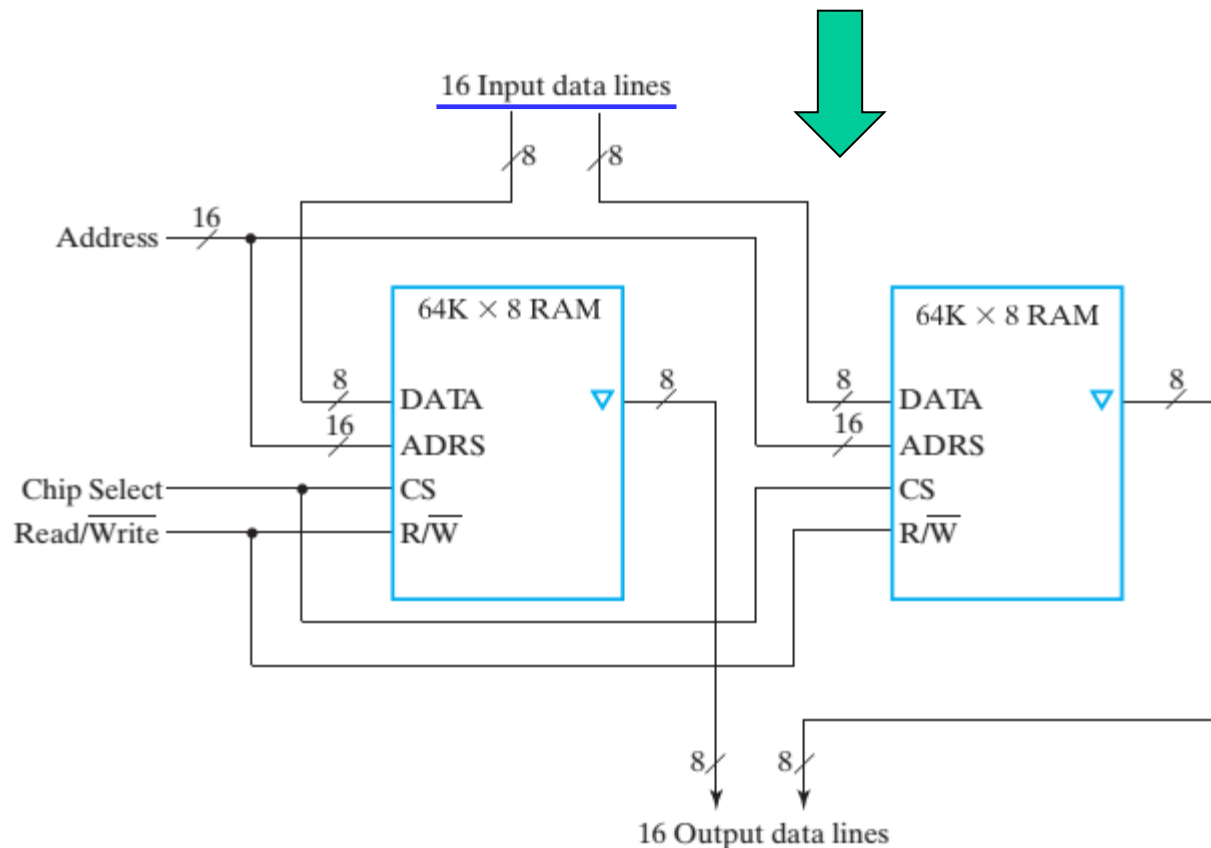 16 Input data lines
8 8
16
Address
64K × 8 RAM 64K × 8 RAM
8 8 8 8
DATA DATA
16 16
ADRS ADRS
Chip Select CS CS
Read/W̅r̅i̅t̅e̅ R/W̅ R/W̅
8 8
16 Output data lines